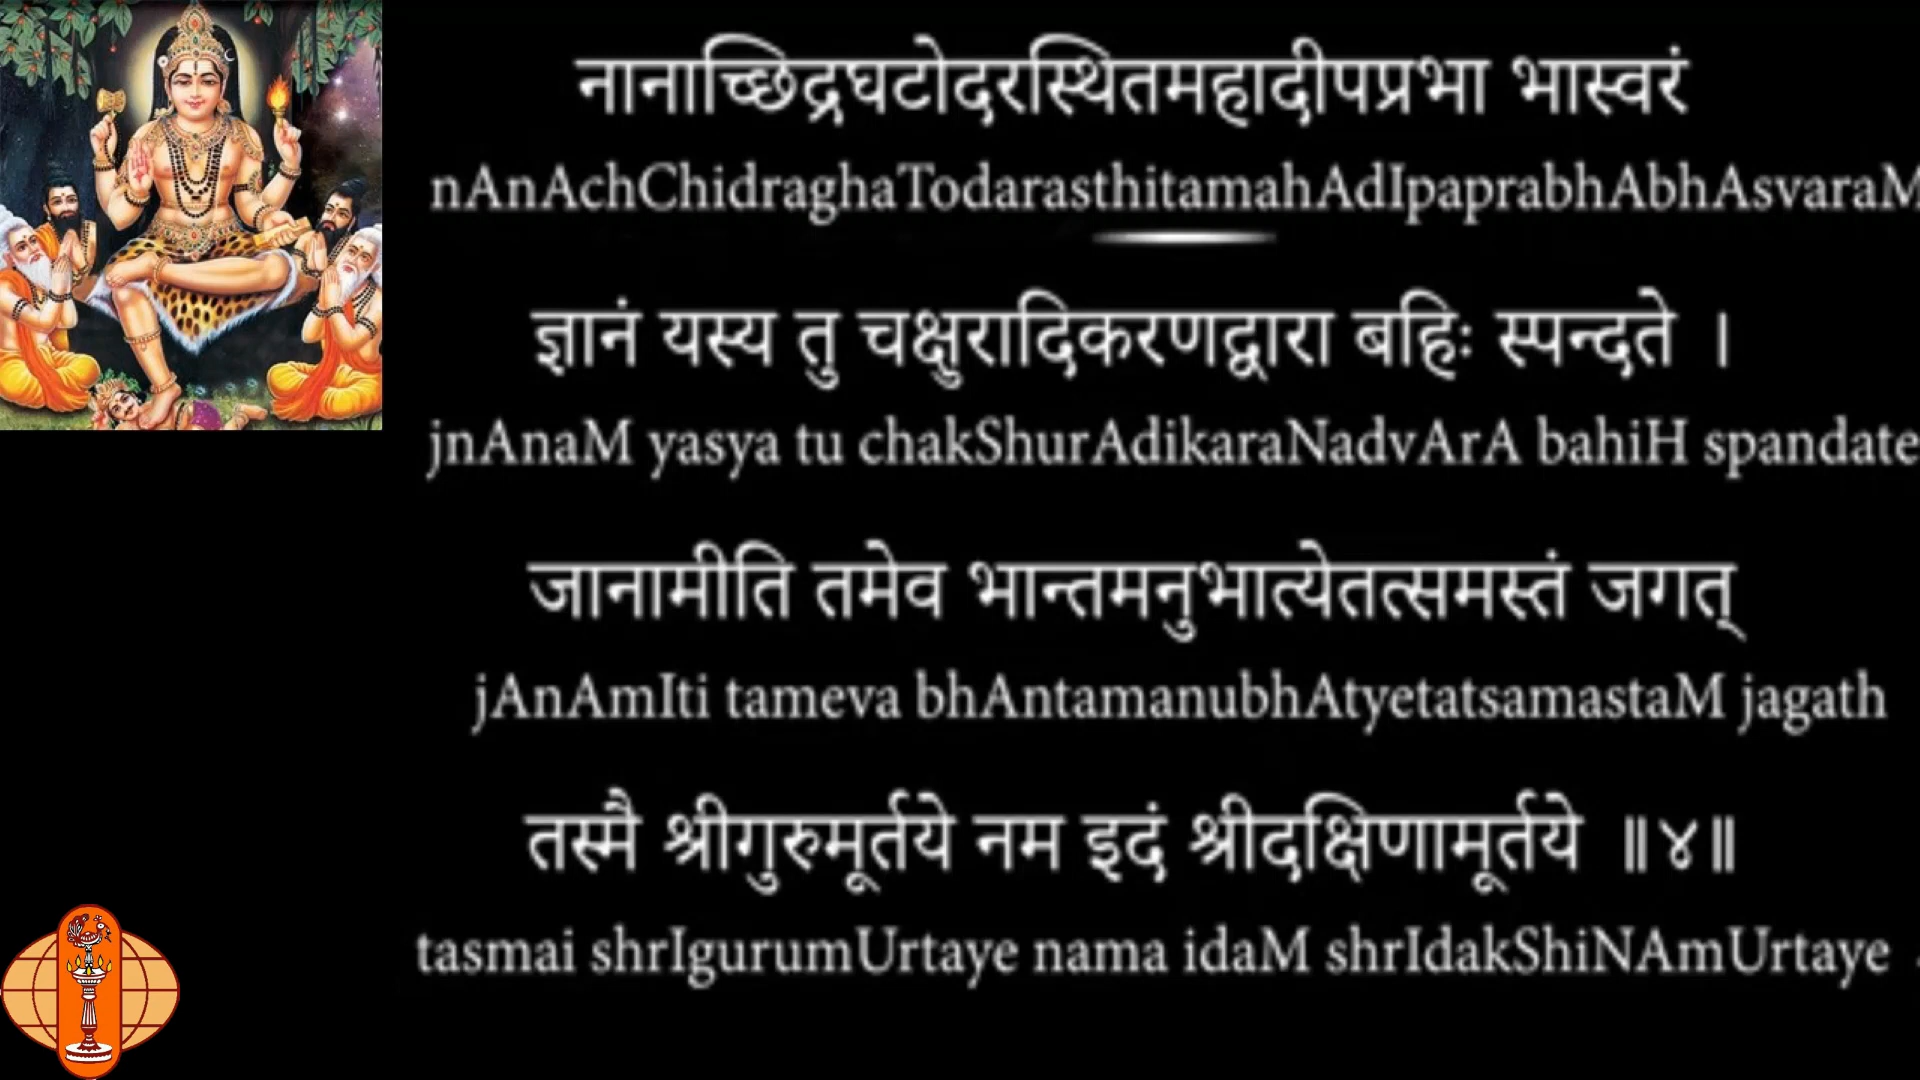 नानाच्छिद्रघटोदरस्थितमहादीपप्रभा भास्वरं
nAnAchChidraghaTodarasthitamahAdIpaprabhAbhAsvaraM
ज्ञानं यस्य तु चक्षुरादिकरणद्वारा बहिः स्पन्दते ।
jnAnaM yasya tu chakShurAdikaraNadvArA bahiH spandate
जानामीति तमेव भान्तमनुभात्येतत्समस्तं जगत्
jAnAmIti tameva bhAntamanubhAtyetatsamastaM jagath
तस्मै श्रीगुरुमूर्तये नम इदं श्रीदक्षिणामूर्तये ॥४॥
tasmai shrIgurumUrtaye nama idaM shrIdakShiNAmUrtaye